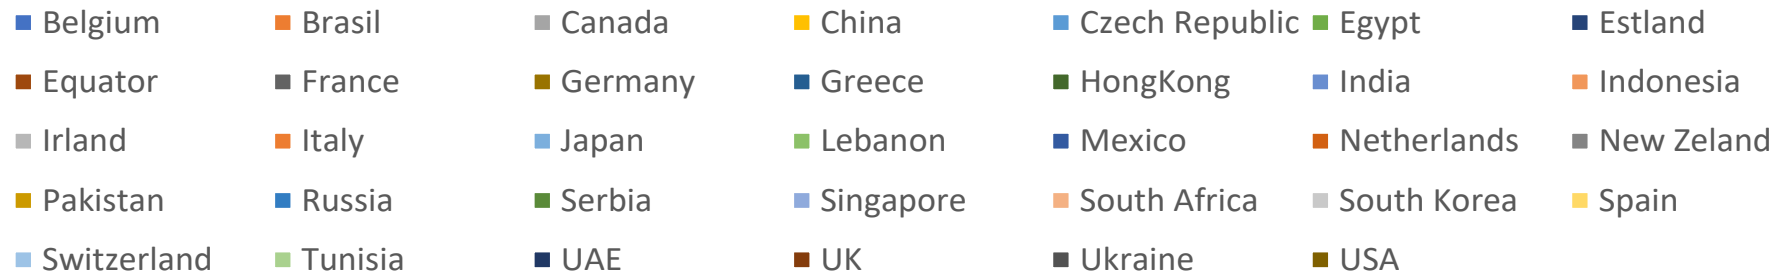 Belgium Brasil Canada China Czech Republic Egypt Estland
Equator France Germany Greece HongKong India Indonesia
Irland Italy Japan Lebanon Mexico Netherlands New Zeland
Pakistan Russia Serbia Singapore South Africa South Korea Spain
Switzerland Tunisia UAE UK Ukraine USA